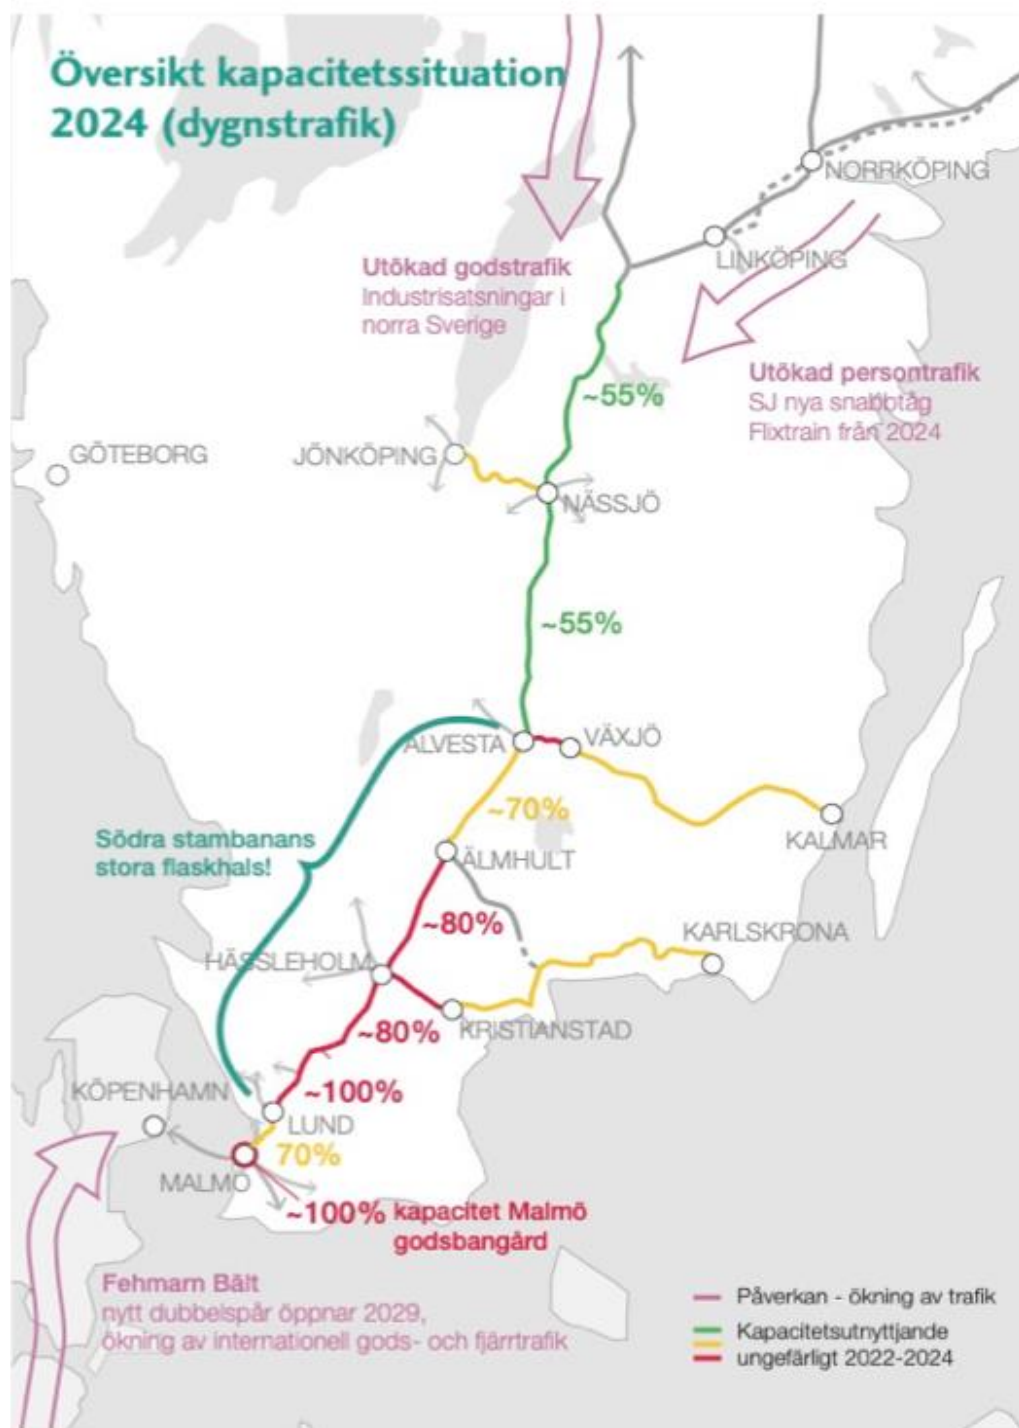 Översikt kapacitetssituation
2024 (dygnstrafik)
NORRKÖPING
LINKÖPING
Utökad godstrafik
Industrisatsningar i
norra Sverige
Utökad persontrafik
SJ nya snabbtåg
Flixtrain från 2024
~55%
GÖTEBORG
JÖNKÖPING
NÄSSJÖ
~55%
ALVESTA
VÄXJÖ
~70%
KALMAR
Södra stambanans
stora flaskhals!
ÄLMHULT
~80%
KARLSKRONA
HÄSSLEHOLM
~80%
KRISTIANSTAD
~100%
KÖPENHAMN
LUND
70%
MALMÖ
~100% kapacitet Malmö
godsbangård
Fehmarn Bält
nytt dubbelspår öppnar 2029,
ökning av internationell gods- och fjärrtrafik
Påverkan - ökning av trafik
Kapacitetsutnyttjande
ungefärligt 2022-2024